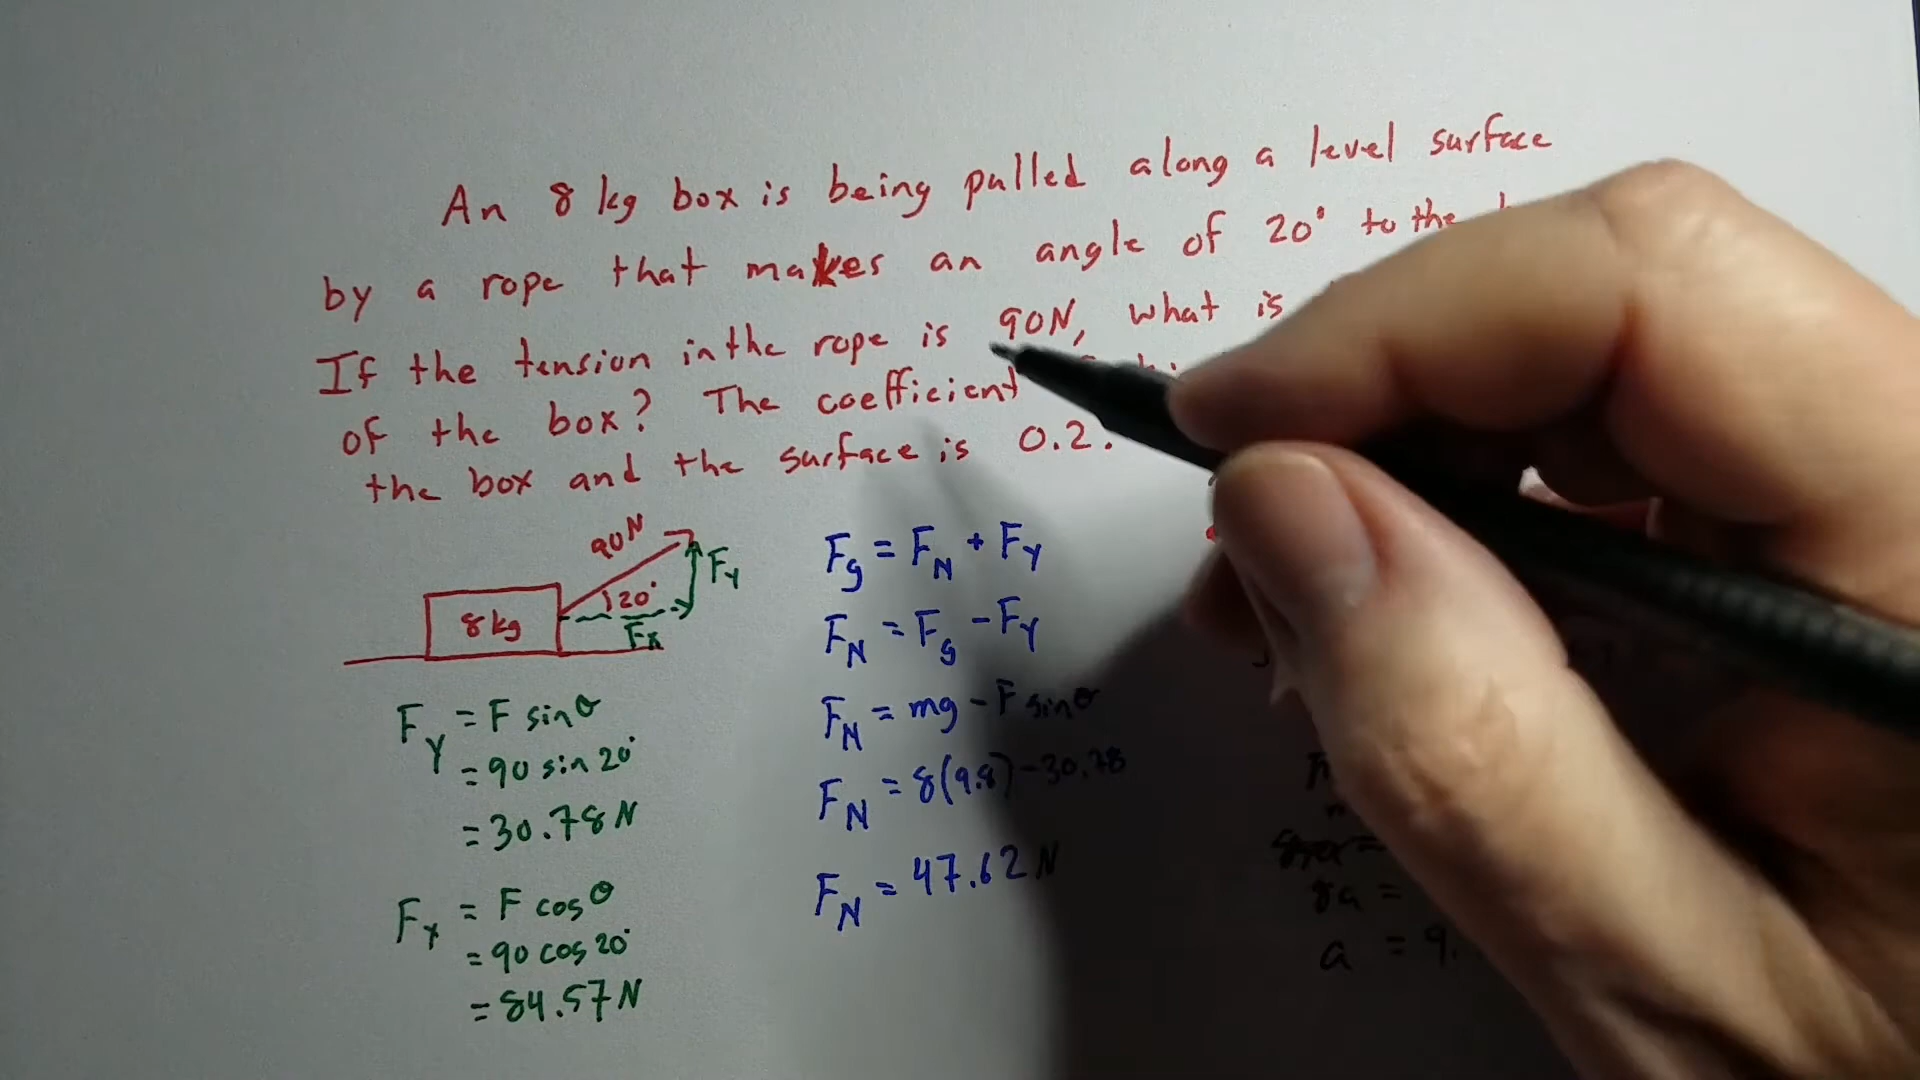 An 8 kg box is being pulled along a level surface
by a rope that makes an angle of 20° to the
If the tension in the rope is 90N, what is
of the box? The coefficient
the box and the surface is 0.2.
90N
20°
8 kg
Fx
Fy
Fy = F sinθ
= 90 sin 20°
= 30.78 N
Fx = F cosθ
= 90 cos 20°
= 84.57 N
Fg = FN + Fy
FN = Fg - Fy
FN = mg - F sinθ
FN = 8(9.8) - 30.78
FN = 47.62 N
8a =
a = 9.